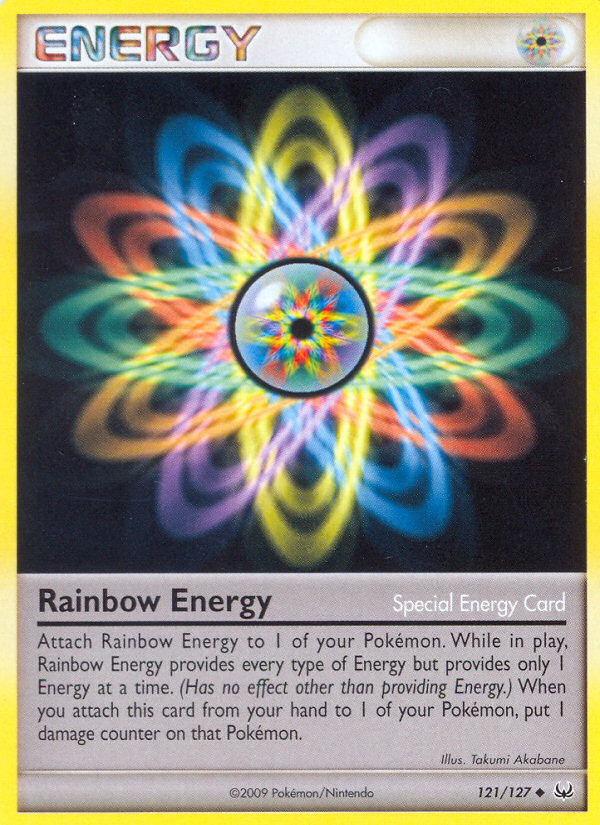 ENERGY
Rainbow Energy
Special Energy Card
Attach Rainbow Energy to 1 of your Pokémon. While in play,
Rainbow Energy provides every type of Energy but provides only 1
Energy at a time. (Has no effect other than providing Energy.) When
you attach this card from your hand to 1 of your Pokémon, put 1
damage counter on that Pokémon.
Illus. Takumi Akabane
©2009 Pokémon/Nintendo
121/127